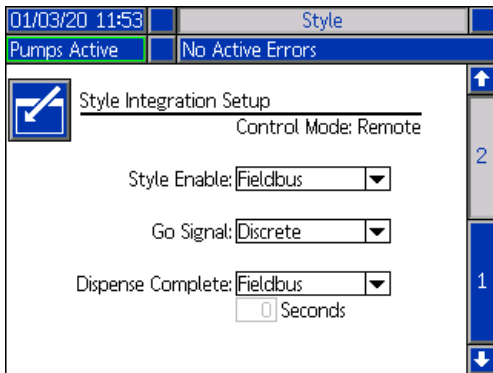 01/03/20 11:53 Style
Pumps Active No Active Errors
Style Integration Setup
Control Mode: Remote
2
Style Enable: Fieldbus
Go Signal: Discrete
Dispense Complete: Fieldbus
1
0 Seconds